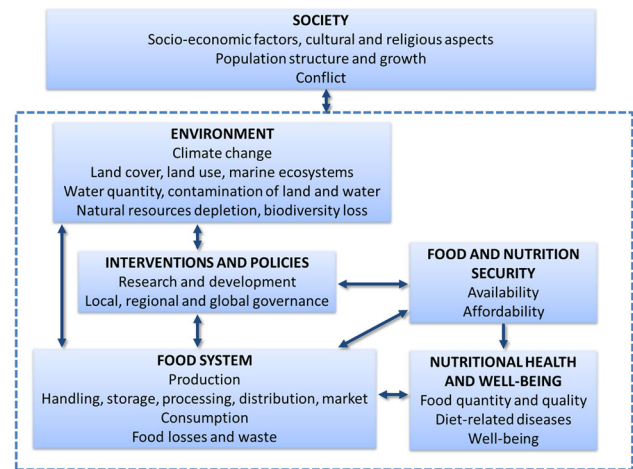 SOCIETY
Socio-economic factors, cultural and religious aspects
Population structure and growth
Conflict
ENVIRONMENT
Climate change
Land cover, land use, marine ecosystems
Water quantity, contamination of land and water
Natural resources depletion, biodiversity loss
INTERVENTIONS AND POLICIES
Research and development
Local, regional and global governance
FOOD AND NUTRITION
SECURITY
Availability
Affordability
FOOD SYSTEM
Production
Handling, storage, processing, distribution, market
Consumption
Food losses and waste
NUTRITIONAL HEALTH
AND WELL-BEING
Food quantity and quality
Diet-related diseases
Well-being